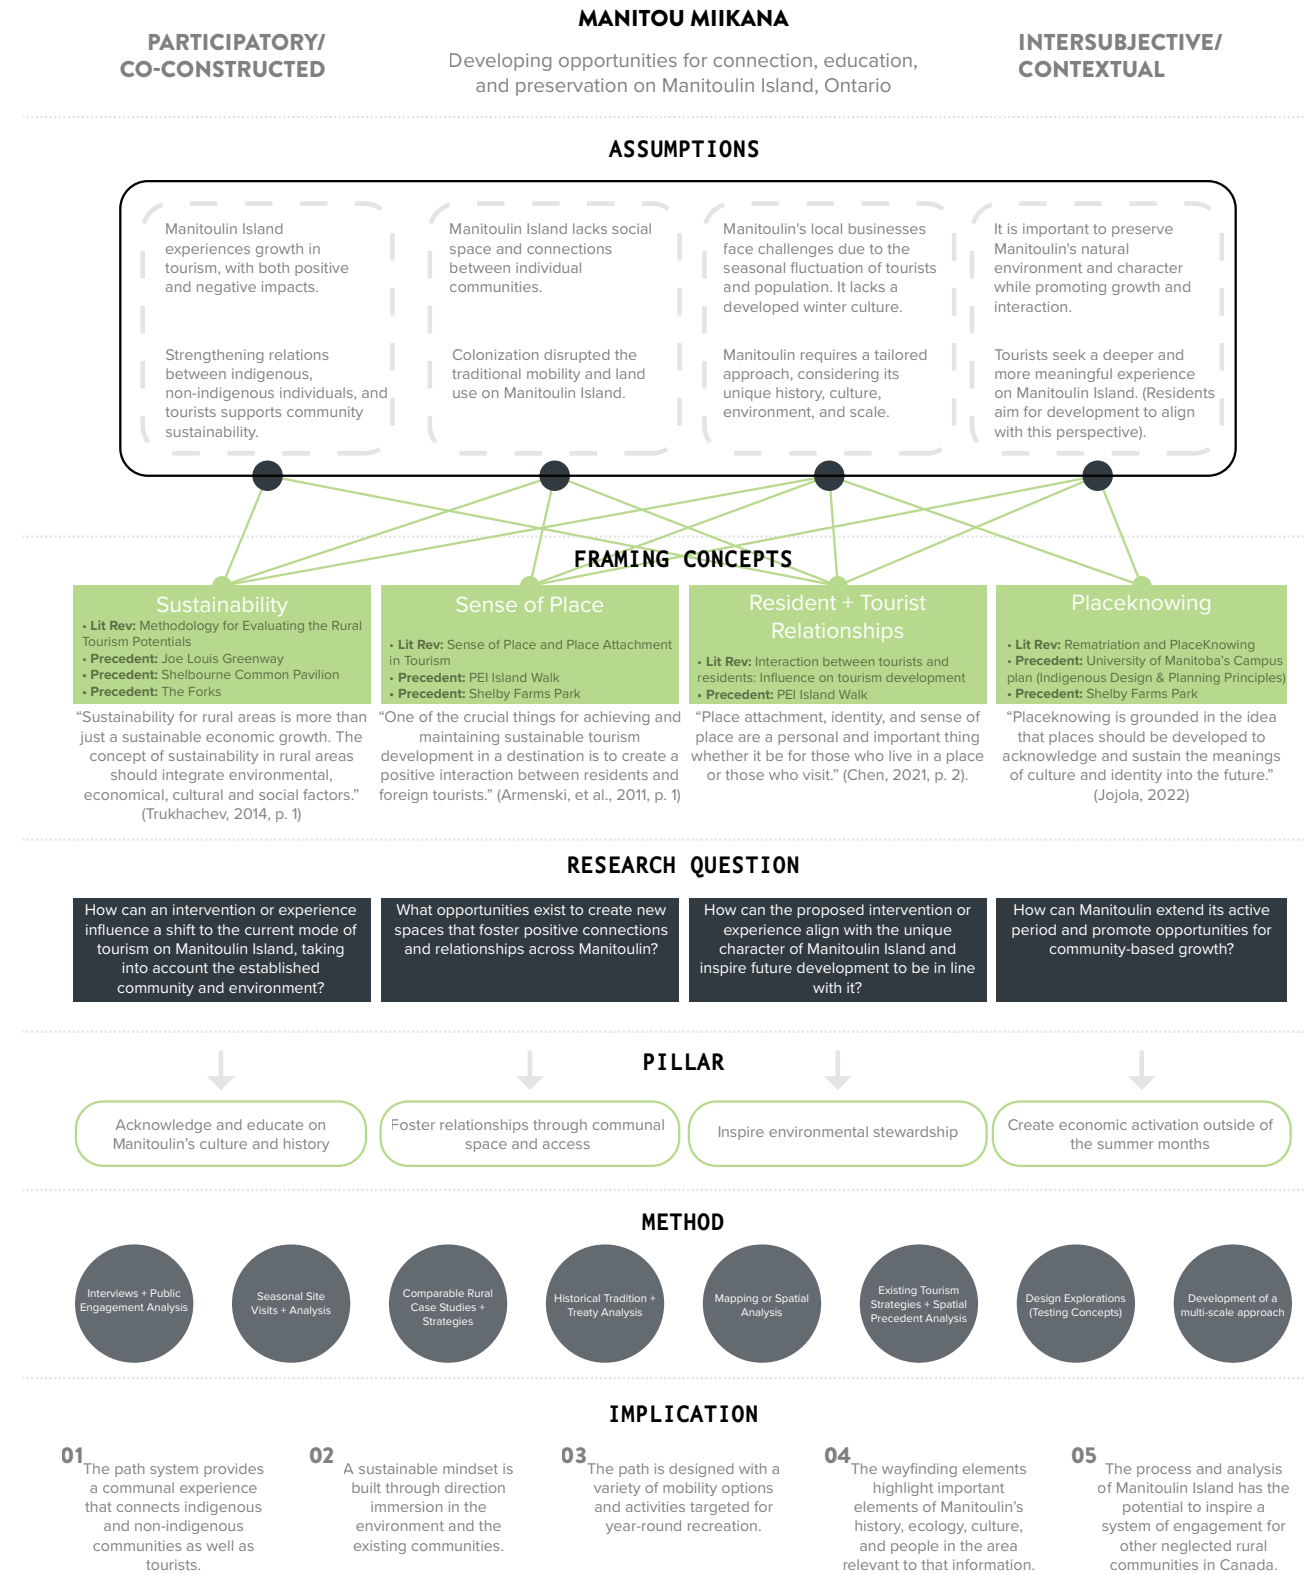 PARTICIPATORY/
CO-CONSTRUCTED
MANITOU MIIKANA
Developing opportunities for connection, education,
and preservation on Manitoulin Island, Ontario
INTERSUBJECTIVE/
CONTEXTUAL
ASSUMPTIONS
Manitoulin Island
experiences growth in
tourism, with both positive
and negative impacts.
Strengthening relations
between indigenous,
non-indigenous individuals, and
tourists supports community
sustainability.
Manitoulin Island lacks social
space and connections
between individual
communities.
Colonization disrupted the
traditional mobility and land
use on Manitoulin Island.
Manitoulin's local businesses
face challenges due to the
seasonal fluctuation of tourists
and population. It lacks a
developed winter culture.
Manitoulin requires a tailored
approach, considering its
unique history, culture,
environment, and scale.
It is important to preserve
Manitoulin's natural
environment and character
while promoting growth and
interaction.
Tourists seek a deeper and
more meaningful experience
on Manitoulin Island. (Residents
aim for development to align
with this perspective).
FRAMING CONCEPTS
Sustainability
• Lit Rev: Methodology for Evaluating the Rural
Tourism Potentials
• Precedent: Joe Louis Greenway
• Precedent: Shelbourne Common Pavilion
• Precedent: The Forks
“Sustainability for rural areas is more than
just a sustainable economic growth. The
concept of sustainability in rural areas
should integrate environmental,
economical, cultural and social factors.”
(Trukhachev, 2014, p. 1)
Sense of Place
• Lit Rev: Sense of Place and Place Attachment
in Tourism
• Precedent: PEI Island Walk
• Precedent: Shelby Farms Park
“One of the crucial things for achieving and
maintaining sustainable tourism
development in a destination is to create a
positive interaction between residents and
foreign tourists.” (Armenski, et al., 2011, p. 1)
Resident + Tourist
Relationships
• Lit Rev: Interaction between tourists and
residents: Influence on tourism development
• Precedent: PEI Island Walk
“Place attachment, identity, and sense of
place are a personal and important thing
whether it be for those who live in a place
or those who visit.” (Chen, 2021, p. 2).
Placeknowing
• Lit Rev: Rematriation and PlaceKnowing
• Precedent: University of Manitoba’s Campus
plan (Indigenous Design & Planning Principles)
• Precedent: Shelby Farms Park
“Placeknowing is grounded in the idea
that places should be developed to
acknowledge and sustain the meanings
of culture and identity into the future.”
(Jojola, 2022)
RESEARCH QUESTION
How can an intervention or experience
influence a shift to the current mode of
tourism on Manitoulin Island, taking
into account the established
community and environment?
What opportunities exist to create new
spaces that foster positive connections
and relationships across Manitoulin?
How can the proposed intervention or
experience align with the unique
character of Manitoulin Island and
inspire future development to be in line
with it?
How can Manitoulin extend its active
period and promote opportunities for
community-based growth?
PILLAR
Acknowledge and educate on
Manitoulin’s culture and history
Foster relationships through communal
space and access
Inspire environmental stewardship
Create economic activation outside of
the summer months
METHOD
Interviews + Public
Engagement Analysis
Seasonal Site
Visits + Analysis
Comparable Rural
Case Studies +
Strategies
Historical Tradition +
Treaty Analysis
Mapping or Spatial
Analysis
Existing Tourism
Strategies + Spatial
Precedent Analysis
Design Explorations
(Testing Concepts)
Development of a
multi-scale approach
IMPLICATION
01
The path system provides
a communal experience
that connects indigenous
and non-indigenous
communities as well as
tourists.
02
A sustainable mindset is
built through direction
immersion in the
environment and the
existing communities.
03
The path is designed with a
variety of mobility options
and activities targeted for
year-round recreation.
04
The wayfinding elements
highlight important
elements of Manitoulin’s
history, ecology, culture,
and people in the area
relevant to that information.
05
The process and analysis
of Manitoulin Island has the
potential to inspire a
system of engagement for
other neglected rural
communities in Canada.